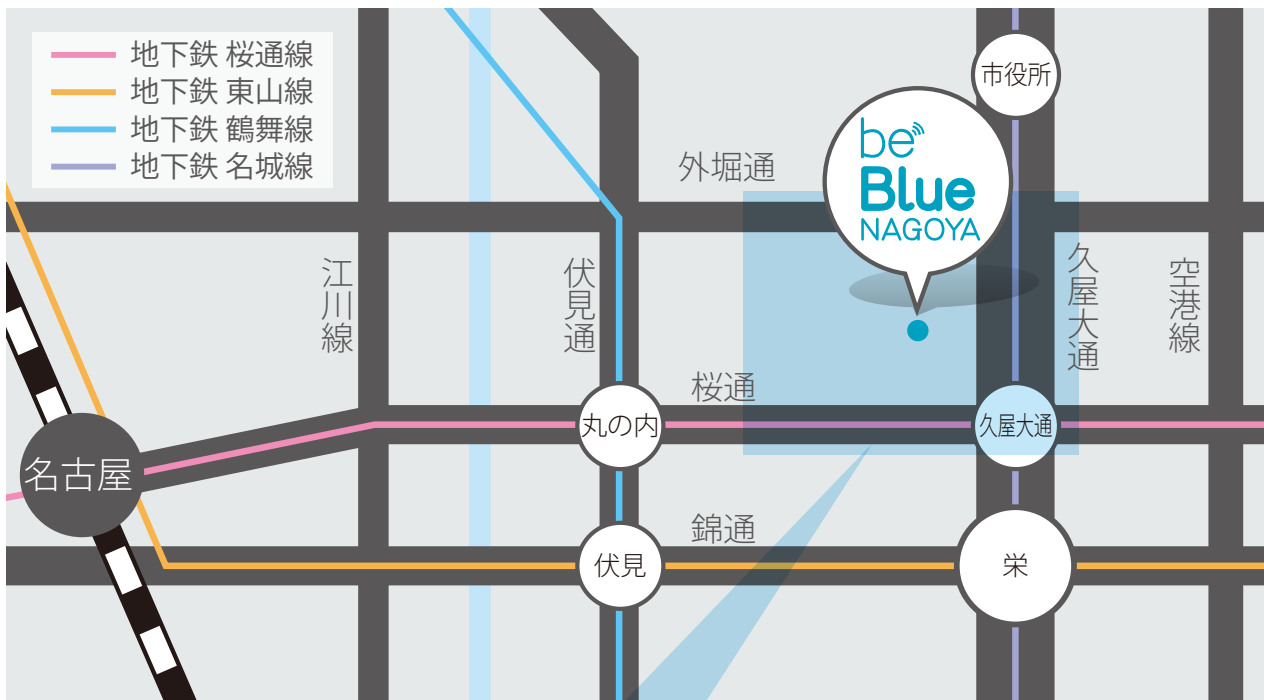 地下鉄 桜通線
地下鉄 東山線
地下鉄 鶴舞線
地下鉄 名城線
市役所
be
Blue
NAGOYA
外堀通
江川線
伏見通
久屋大通
空港線
桜通
丸の内
久屋大通
名古屋
錦通
伏見
栄